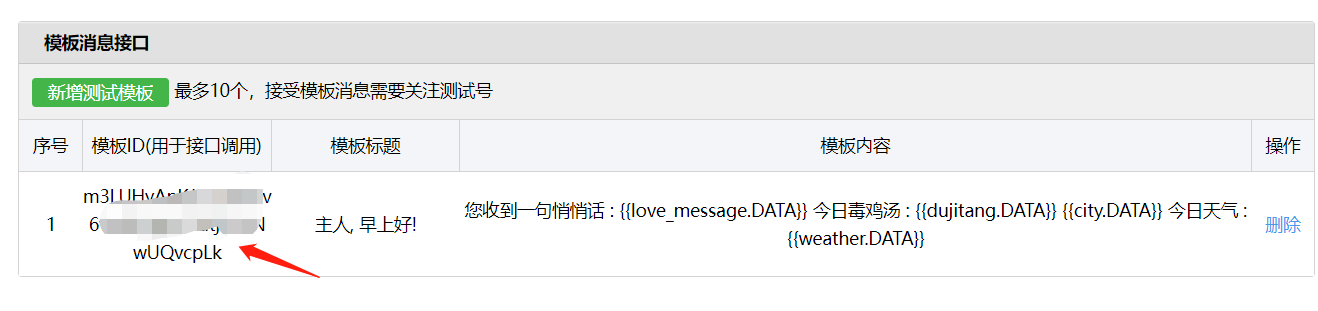 模板消息接口
新增测试模板 最多10个，接受模板消息需要关注测试号
序号 模板ID(用于接口调用) 模板标题 模板内容 操作
1 wUQvcpLk 主人, 早上好! 您收到一句悄悄话 : {{love_message.DATA}} 今日毒鸡汤 : {{dujitang.DATA}} {{city.DATA}} 今日天气 :
{{weather.DATA}} 删除